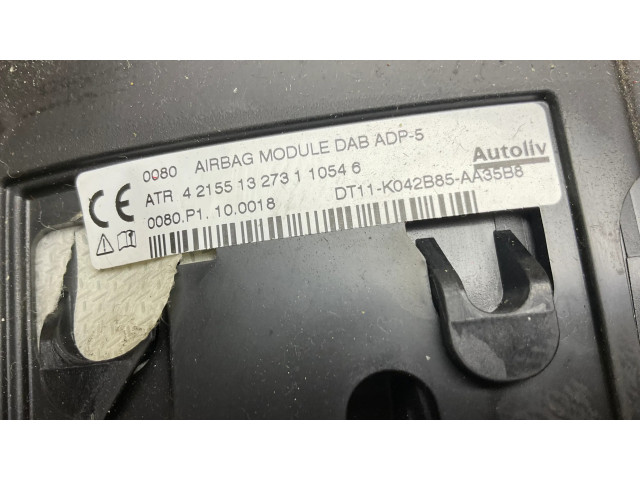 0080 AIRBAG MODULE DAB ADP-5
Autoliv
CE
ATR 4 2155 13 273 1 1054 6
0080.P1. 10.0018
DT11-K042B85-AA35B8